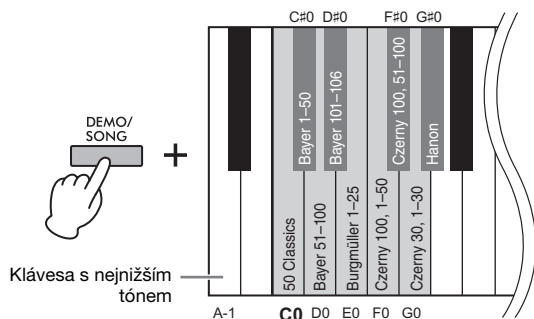 C#0 D#0 F#0 G#0
DEMO/
SONG
+
Bayer 1–50
Bayer 101–106
Czerny 100, 51–100
Hanon
50 Classics
Bayer 51–100
Burgmüller 1–25
Czerny 100, 1–50
Czerny 30, 1–30
Klávesa s nejnižším
tónem
A-1 C0 D0 E0 F0 G0